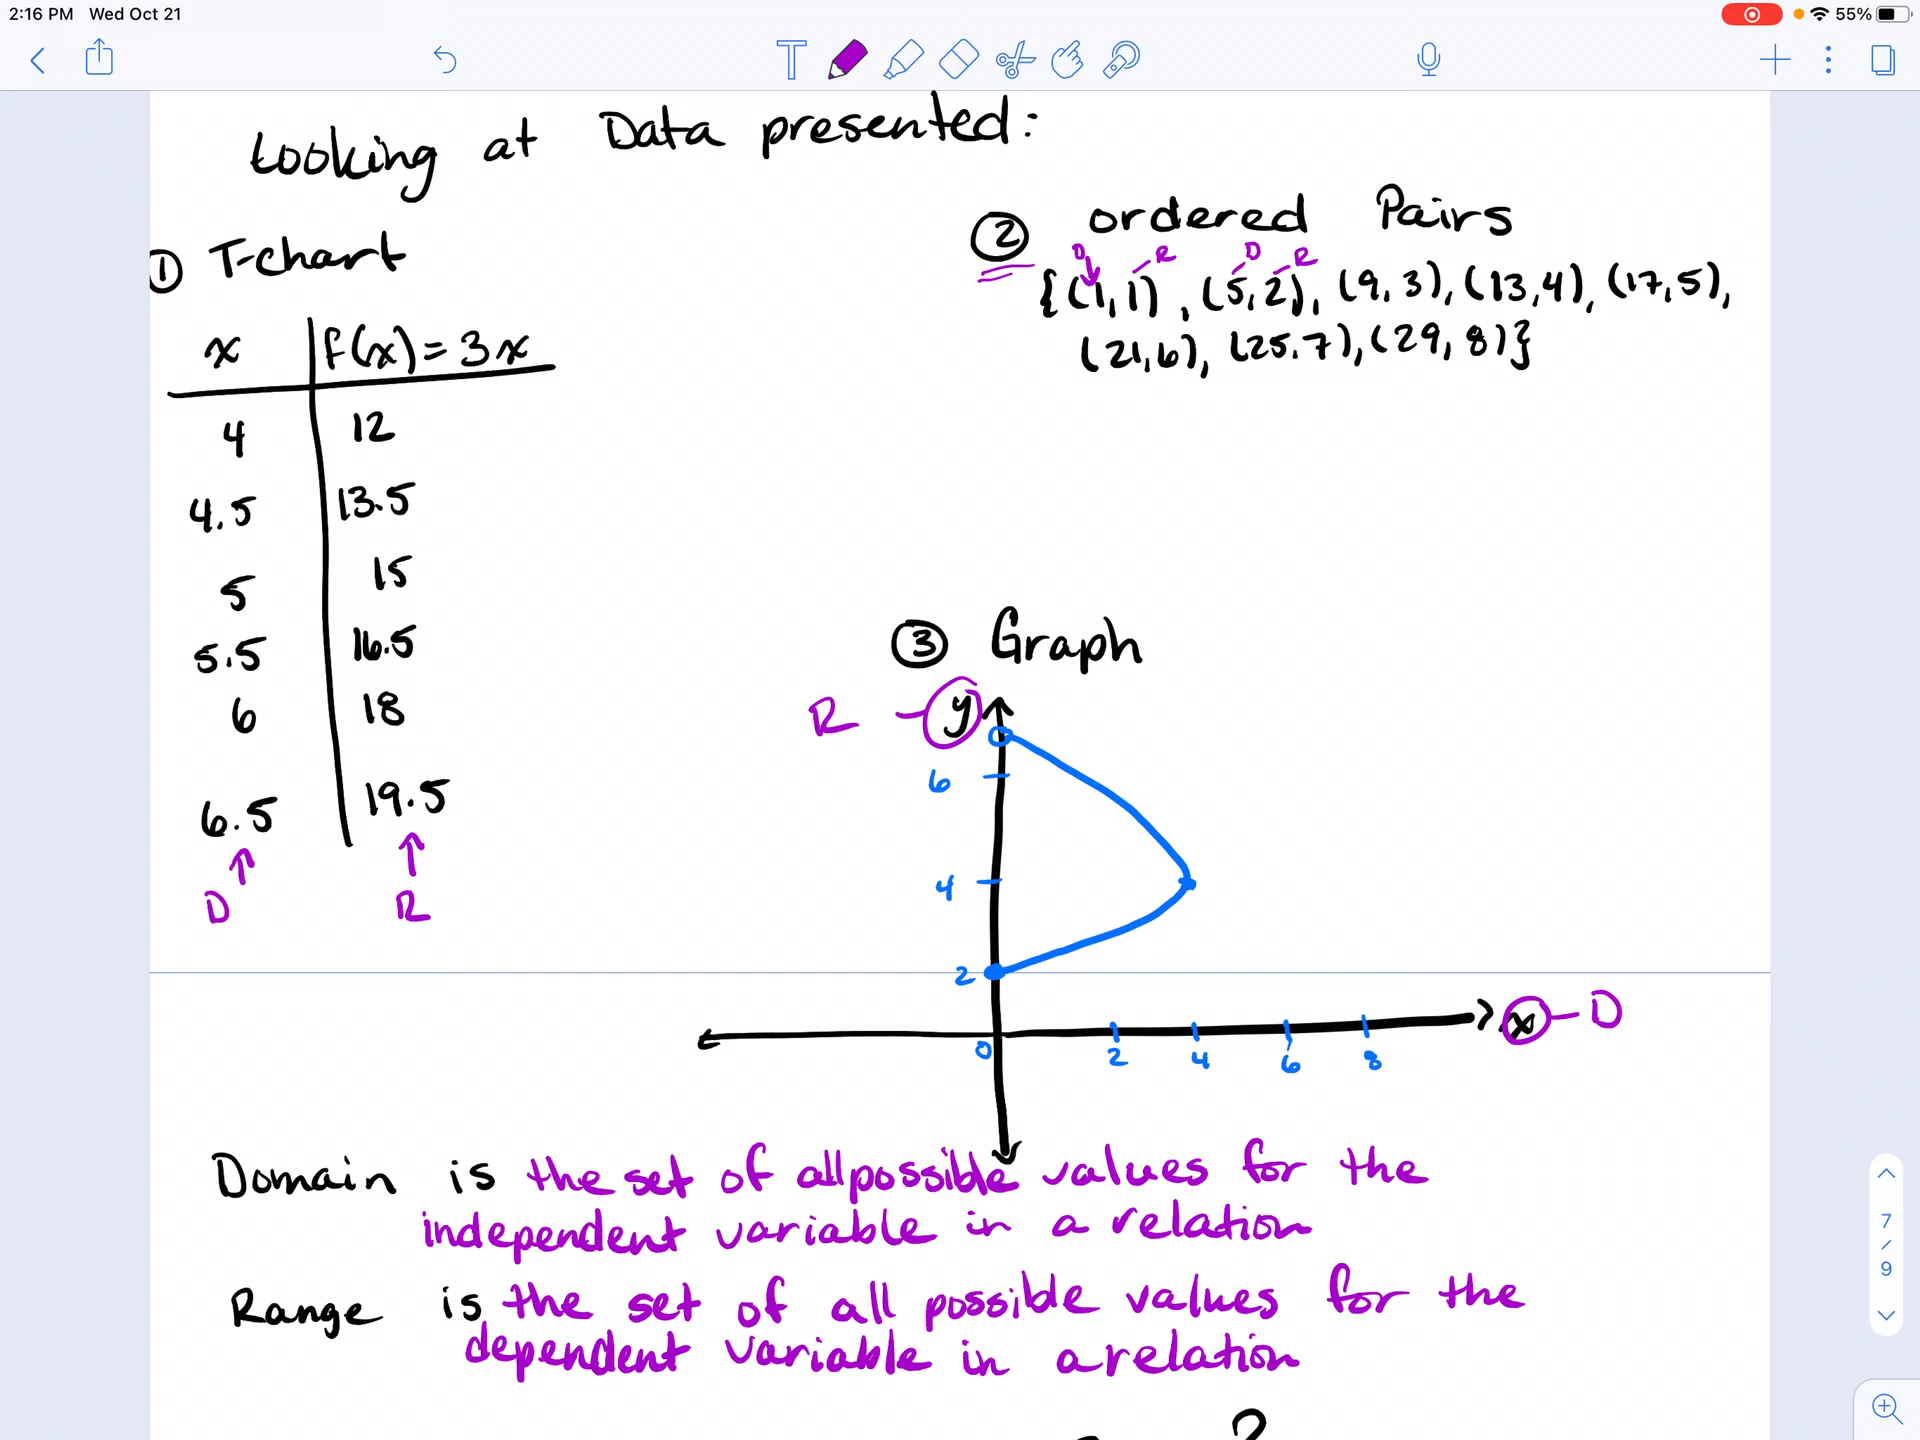 2:16 PM Wed Oct 21
55%
T
Looking at Data presented:
① T-chart
x f(x) = 3x
4 12
4.5 13.5
5 15
5.5 16.5
6 18
6.5 19.5
D R
② ordered Pairs
D R D R
{(1,1), (5,2), (9,3), (13,4), (17,5),
(21,6), (25,7), (29,8)}
③ Graph
R y
6
4
2
x D
0 2 4 6 8
Domain is the set of all possible values for the
independent variable in a relation
Range is the set of all possible values for the
dependent variable in a relation
7
/
9